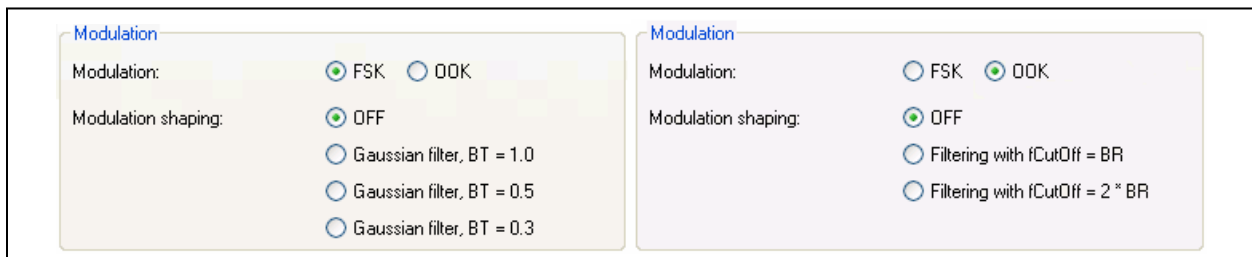 Modulation
Modulation: FSK OOK
Modulation shaping: OFF
Gaussian filter, BT = 1.0
Gaussian filter, BT = 0.5
Gaussian filter, BT = 0.3
Modulation
Modulation: FSK OOK
Modulation shaping: OFF
Filtering with fCutOff = BR
Filtering with fCutOff = 2 * BR